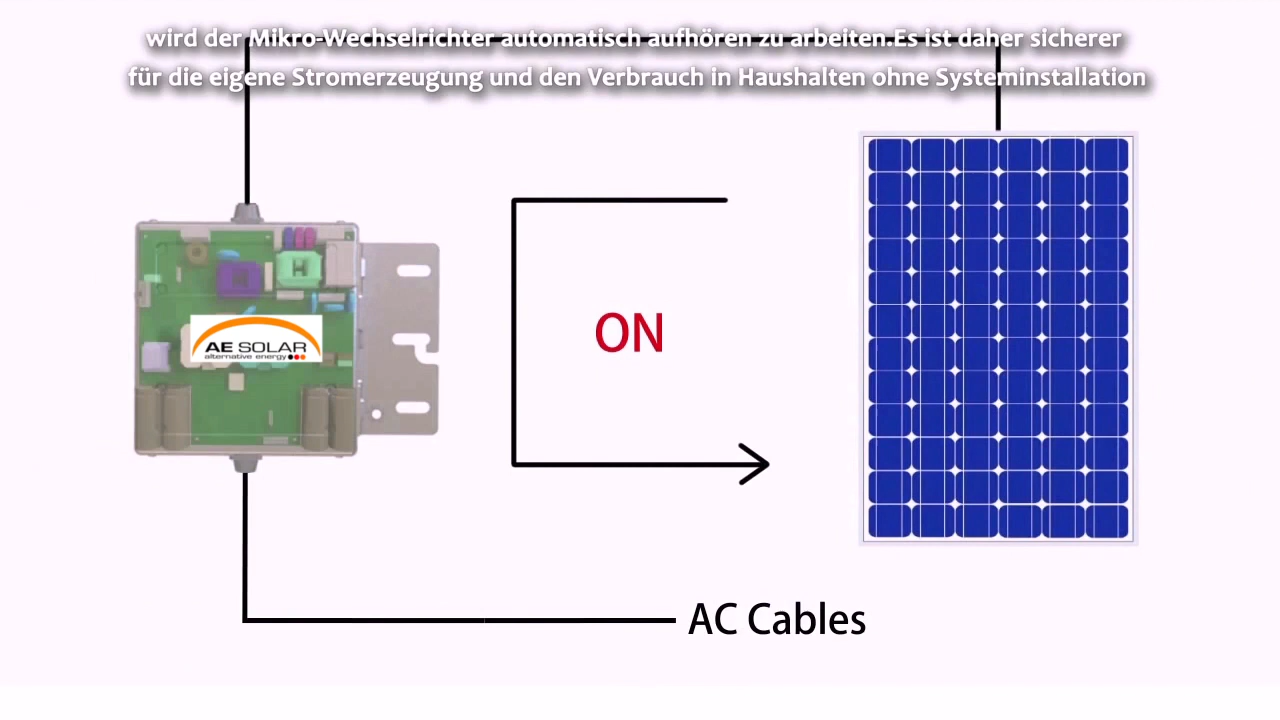 wird der Mikro-Wechselrichter automatisch aufhören zu arbeiten.Es ist daher sicherer
für die eigene Stromerzeugung und den Verbrauch in Haushalten ohne Systeminstallation
ON
AE SOLAR
alternative energy
AC Cables